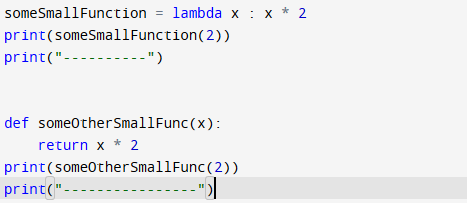 someSmallFunction = lambda x : x * 2
print(someSmallFunction(2))
print("----------")
def someOtherSmallFunc(x):
    return x * 2
print(someOtherSmallFunc(2))
print("----------------")